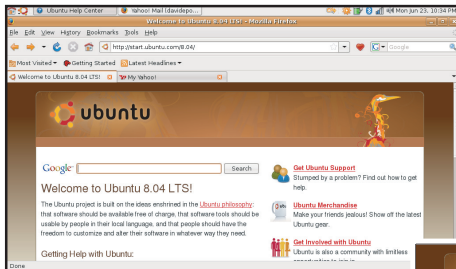 Ubuntu Help Center
Yahoo! Mail (davidepo...
Mon Jun 23, 10:34 PM
Welcome to Ubuntu 8.04 LTS! - Mozilla Firefox
File Edit View History Bookmarks Tools Help
http://start.ubuntu.com/8.04/
Google
Most Visited
Getting Started
Latest Headlines
Welcome to Ubuntu 8.04 LTS!
My Yahoo!
ubuntu
Google
Search
Welcome to Ubuntu 8.04 LTS!
The Ubuntu project is built on the ideas enshrined in the Ubuntu philosophy:
that software should be available free of charge, that software tools should be
usable by people in their local language, and that people should have the
freedom to customize and alter their software in whatever way they need.
Getting Help with Ubuntu:
Get Ubuntu Support
Stumped by a problem? Find out how to get
help.
Ubuntu Merchandise
Make your friends jealous! Show off the latest
Ubuntu gear.
Get Involved with Ubuntu
Ubuntu is also a community with limitless
opportunities to join in
Done